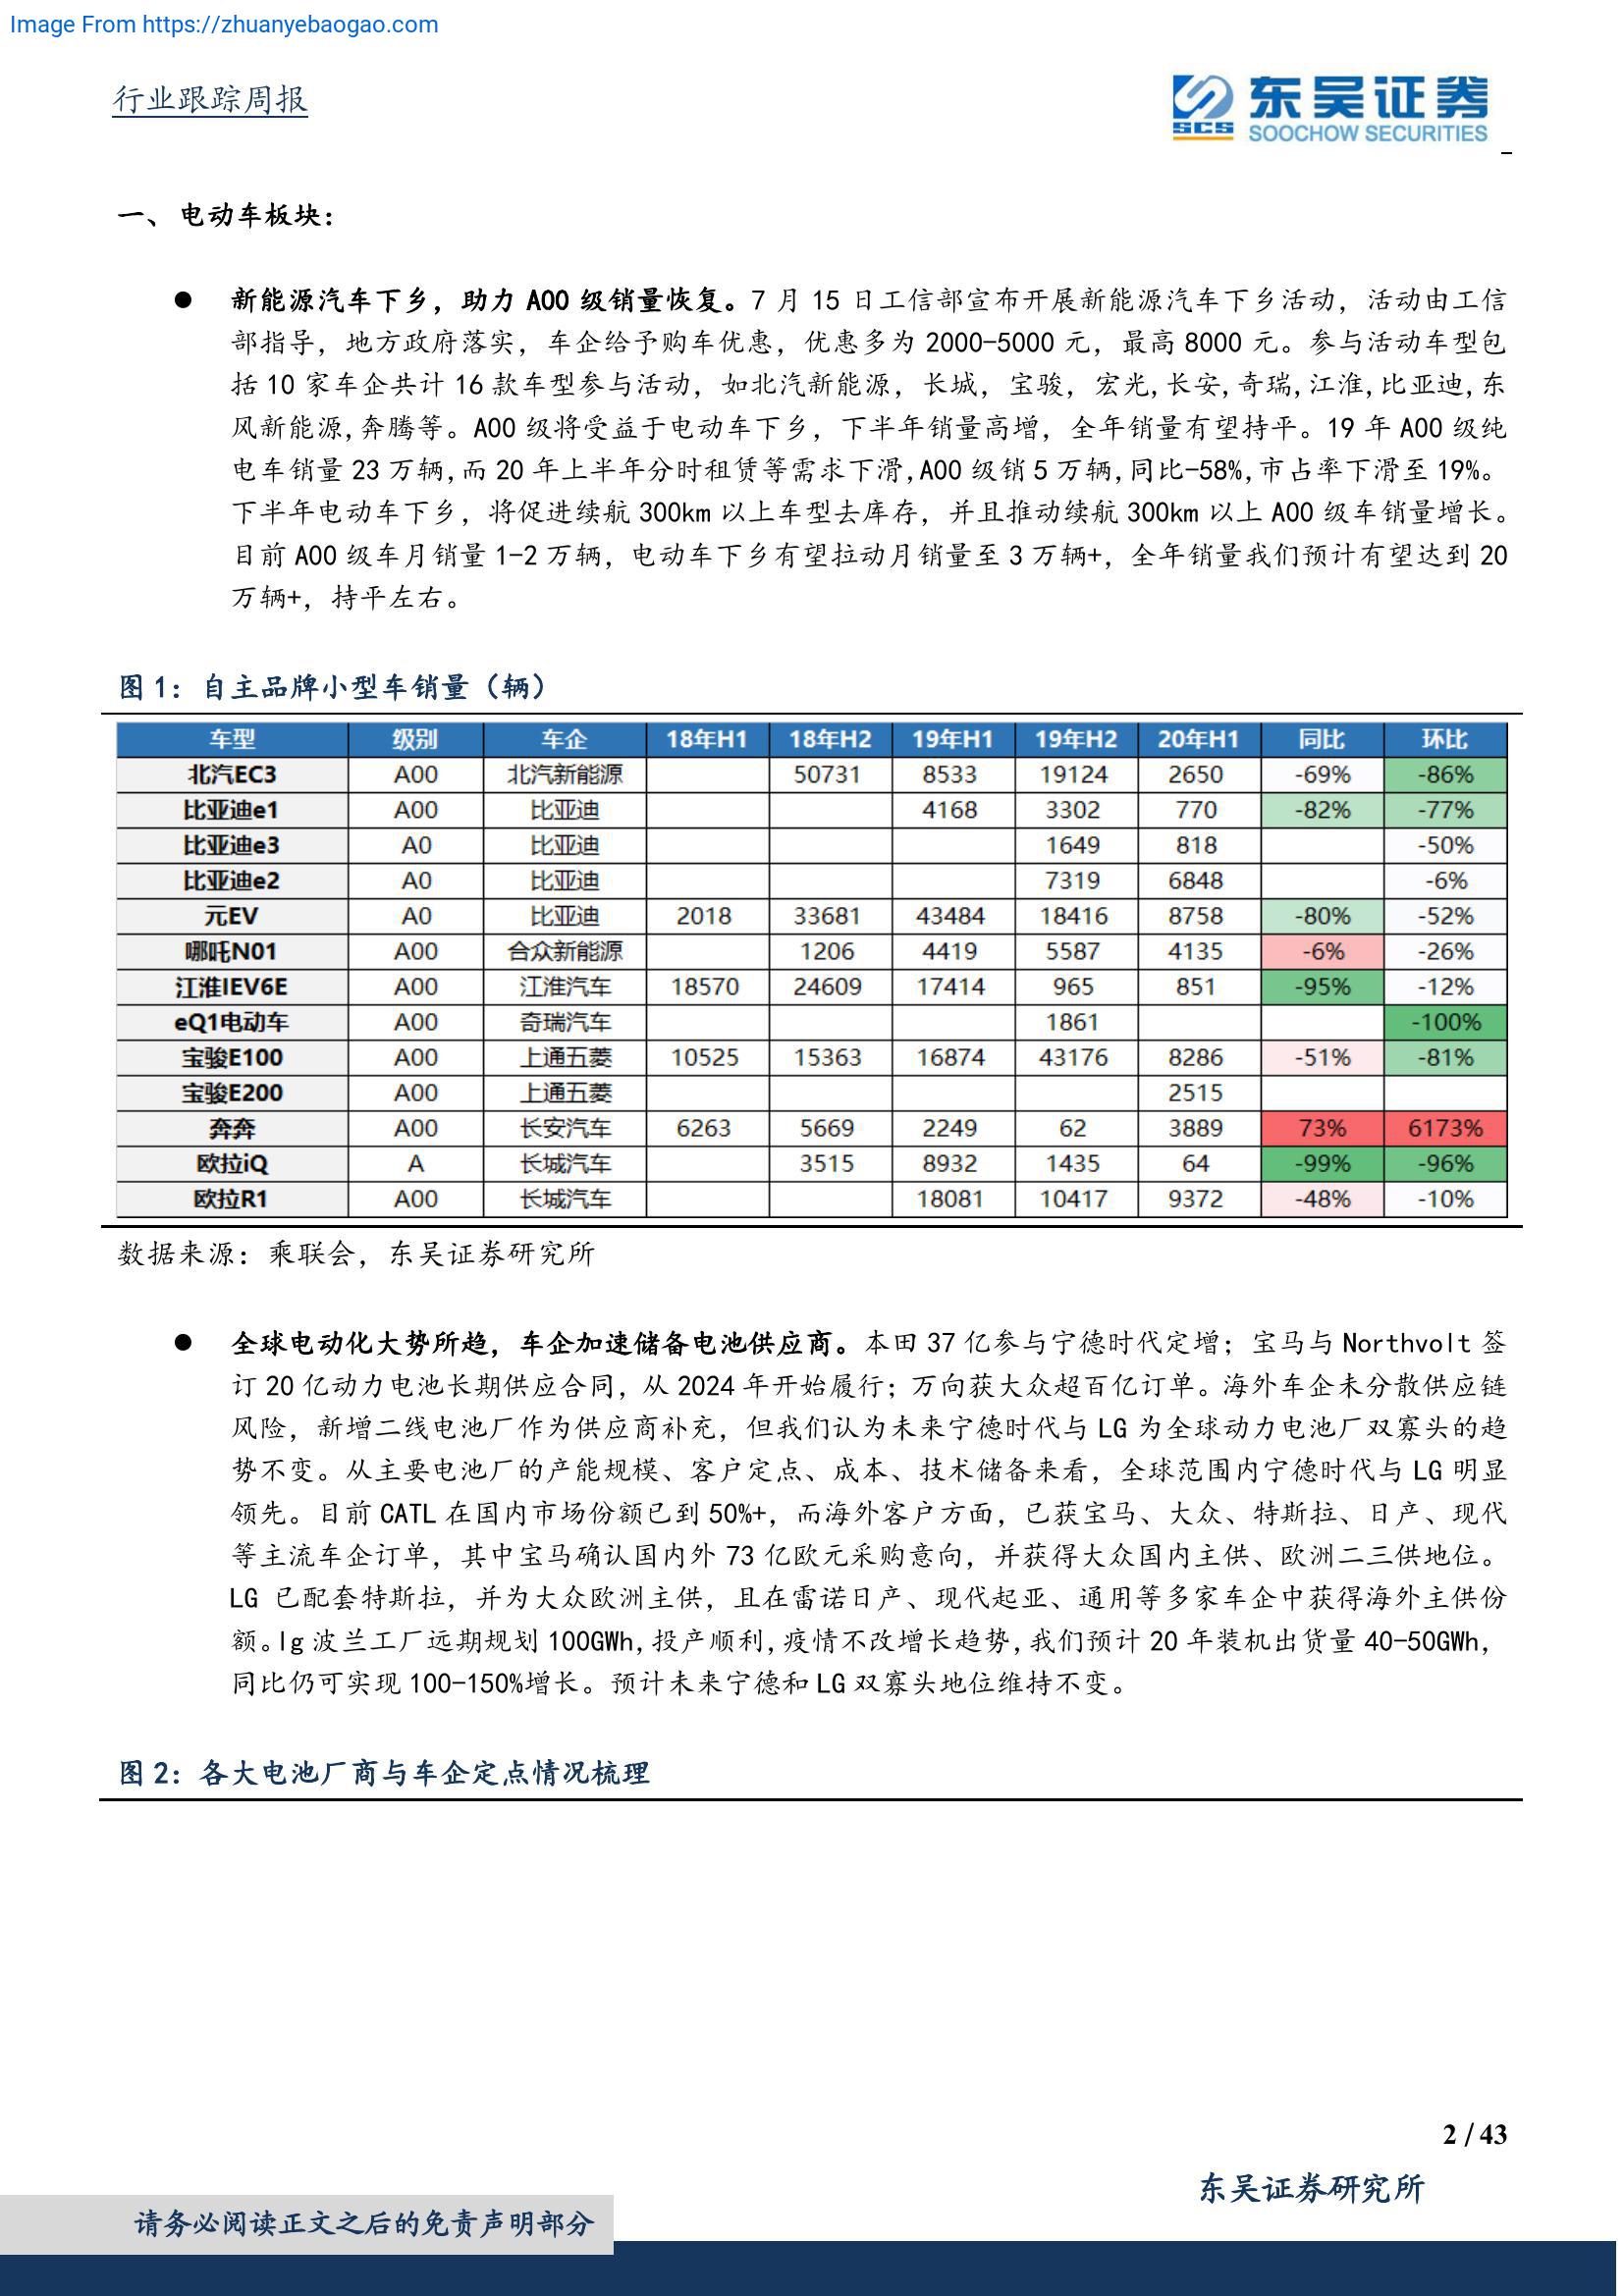 Image From https://zhuanyebaogao.com
行业跟踪周报
东吴证券
SCS
SOOCHOW SECURITIES
一、 电动车板块：
● 新能源汽车下乡，助力 A00 级销量恢复。7 月 15 日工信部宣布开展新能源汽车下乡活动，活动由工信
部指导，地方政府落实，车企给予购车优惠，优惠多为 2000-5000 元，最高 8000 元。参与活动车型包
括 10 家车企共计 16 款车型参与活动，如北汽新能源，长城，宝骏，宏光,长安,奇瑞,江淮,比亚迪,东
风新能源,奔腾等。A00 级将受益于电动车下乡，下半年销量高增，全年销量有望持平。19 年 A00 级纯
电车销量 23 万辆,而 20 年上半年分时租赁等需求下滑,A00 级销 5 万辆,同比-58%,市占率下滑至 19%。
下半年电动车下乡，将促进续航 300km 以上车型去库存，并且推动续航 300km 以上 A00 级车销量增长。
目前 A00 级车月销量 1-2 万辆，电动车下乡有望拉动月销量至 3 万辆+，全年销量我们预计有望达到 20
万辆+，持平左右。
图 1：自主品牌小型车销量（辆）
车型 级别 车企 18年H1 18年H2 19年H1 19年H2 20年H1 同比 环比
北汽EC3 A00 北汽新能源 50731 8533 19124 2650 -69% -86%
比亚迪e1 A00 比亚迪 4168 3302 770 -82% -77%
比亚迪e3 A0 比亚迪 1649 818 -50%
比亚迪e2 A0 比亚迪 7319 6848 -6%
元EV A0 比亚迪 2018 33681 43484 18416 8758 -80% -52%
哪吒N01 A00 合众新能源 1206 4419 5587 4135 -6% -26%
江淮IEV6E A00 江淮汽车 18570 24609 17414 965 851 -95% -12%
eQ1电动车 A00 奇瑞汽车 1861 -100%
宝骏E100 A00 上通五菱 10525 15363 16874 43176 8286 -51% -81%
宝骏E200 A00 上通五菱 2515
奔奔 A00 长安汽车 6263 5669 2249 62 3889 73% 6173%
欧拉iQ A 长城汽车 3515 8932 1435 64 -99% -96%
欧拉R1 A00 长城汽车 18081 10417 9372 -48% -10%
数据来源：乘联会，东吴证券研究所
● 全球电动化大势所趋，车企加速储备电池供应商。本田 37 亿参与宁德时代定增；宝马与 Northvolt 签
订 20 亿动力电池长期供应合同，从 2024 年开始履行；万向获大众超百亿订单。海外车企未分散供应链
风险，新增二线电池厂作为供应商补充，但我们认为未来宁德时代与 LG 为全球动力电池厂双寡头的趋
势不变。从主要电池厂的产能规模、客户定点、成本、技术储备来看，全球范围内宁德时代与 LG 明显
领先。目前 CATL 在国内市场份额已到 50%+，而海外客户方面，已获宝马、大众、特斯拉、日产、现代
等主流车企订单，其中宝马确认国内外 73 亿欧元采购意向，并获得大众国内主供、欧洲二三供地位。
LG 已配套特斯拉，并为大众欧洲主供，且在雷诺日产、现代起亚、通用等多家车企中获得海外主供份
额。lg 波兰工厂远期规划 100GWh,投产顺利,疫情不改增长趋势,我们预计 20 年装机出货量 40-50GWh，
同比仍可实现 100-150%增长。预计未来宁德和 LG 双寡头地位维持不变。
图 2：各大电池厂商与车企定点情况梳理
2 / 43
东吴证券研究所
请务必阅读正文之后的免责声明部分